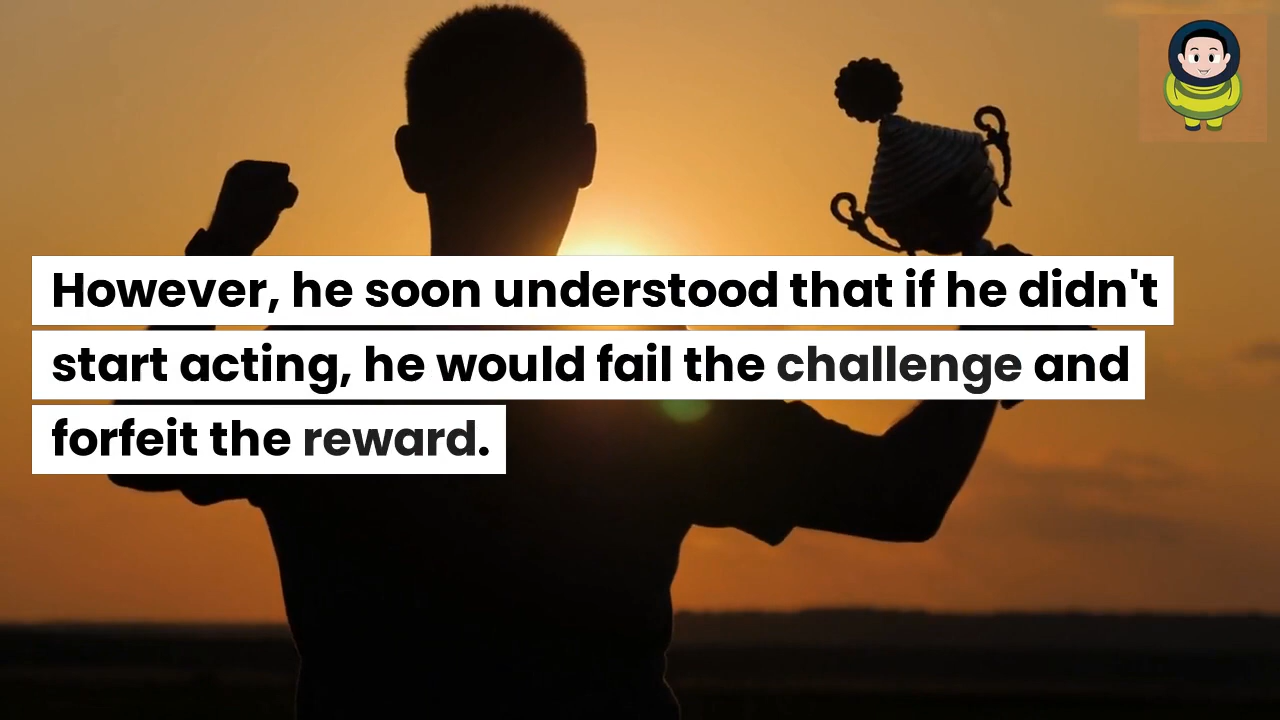 However, he soon understood that if he didn't
start acting, he would fail the challenge and
forfeit the reward.